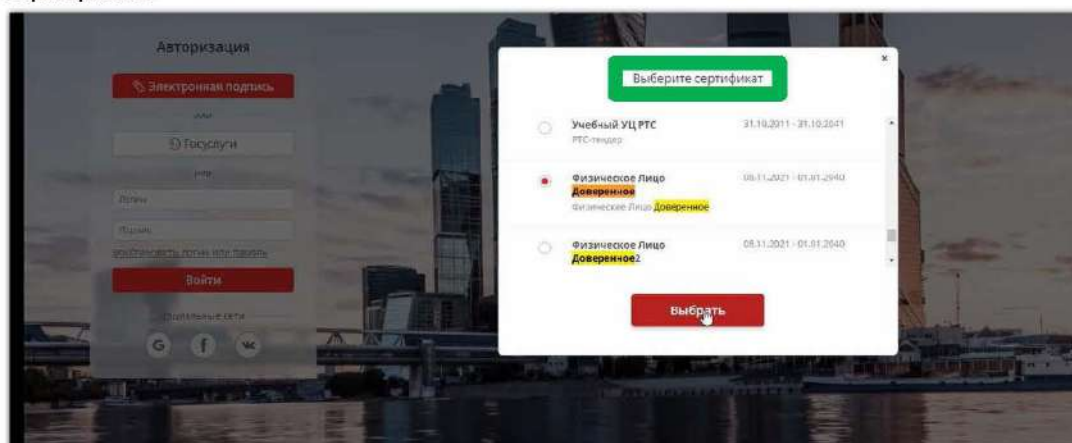 Авторизация
Электронная подпись
или
Госуслуги
или
Логин
Пароль
Войти
G f
Выберите сертификат
×
Учебный УЦ РТС 31.10.2011 - 31.10.2041
РТС-тендер
Физическое Лицо 08.11.2021 - 01.01.2040
Доверенное
Физическое Лицо Доверенное
Физическое Лицо 08.11.2021 - 01.01.2040
Доверенное2
Выбрать